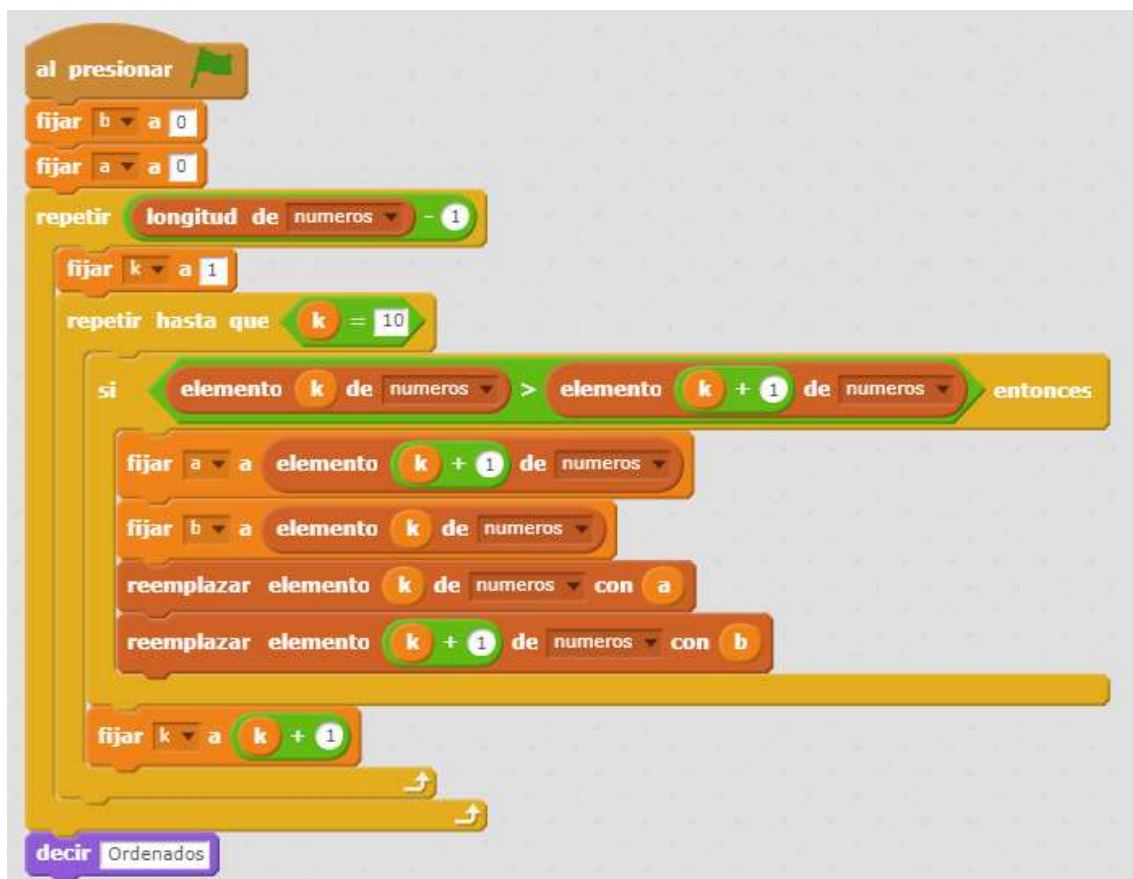 al presionar
fijar b a 0
fijar a a 0
repetir longitud de numeros - 1
fijar k a 1
repetir hasta que k = 10
si elemento k de numeros > elemento k + 1 de numeros entonces
fijar a a elemento k + 1 de numeros
fijar b a elemento k de numeros
reemplazar elemento k de numeros con a
reemplazar elemento k + 1 de numeros con b
fijar k a k + 1
decir Ordenados